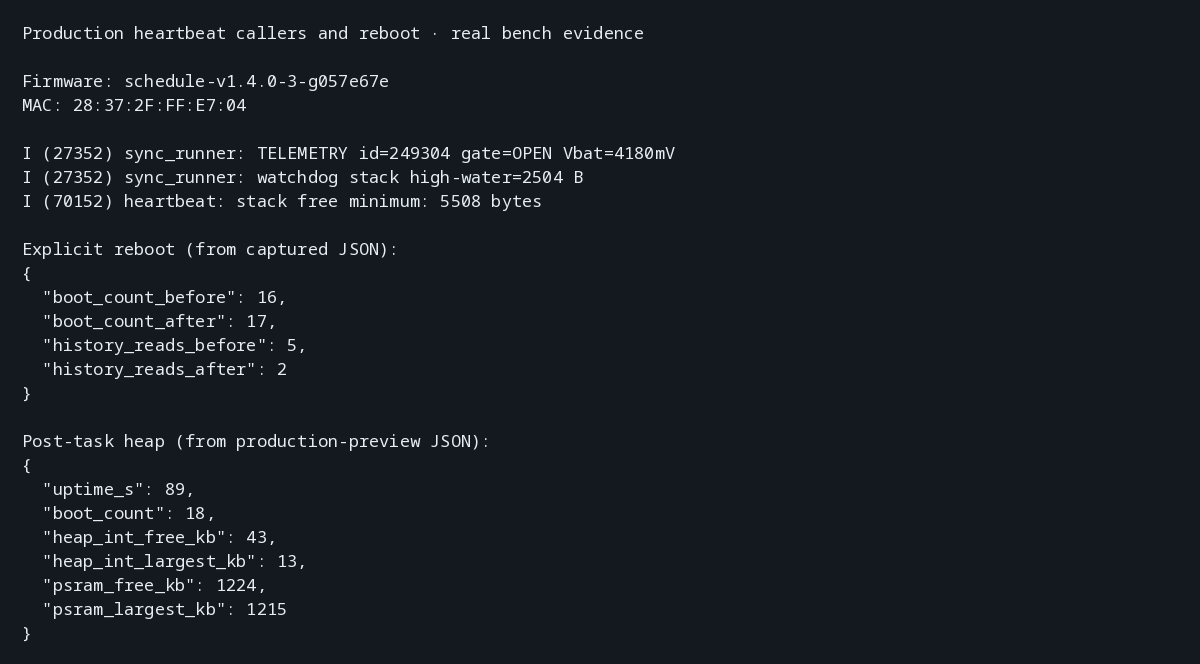 Production heartbeat callers and reboot · real bench evidence
Firmware: schedule-v1.4.0-3-g057e67e
MAC: 28:37:2F:FF:E7:04
I (27352) sync_runner: TELEMETRY id=249304 gate=OPEN Vbat=4180mV
I (27352) sync_runner: watchdog stack high-water=2504 B
I (70152) heartbeat: stack free minimum: 5508 bytes
Explicit reboot (from captured JSON):
{
  "boot_count_before": 16,
  "boot_count_after": 17,
  "history_reads_before": 5,
  "history_reads_after": 2
}
Post-task heap (from production-preview JSON):
{
  "uptime_s": 89,
  "boot_count": 18,
  "heap_int_free_kb": 43,
  "heap_int_largest_kb": 13,
  "psram_free_kb": 1224,
  "psram_largest_kb": 1215
}